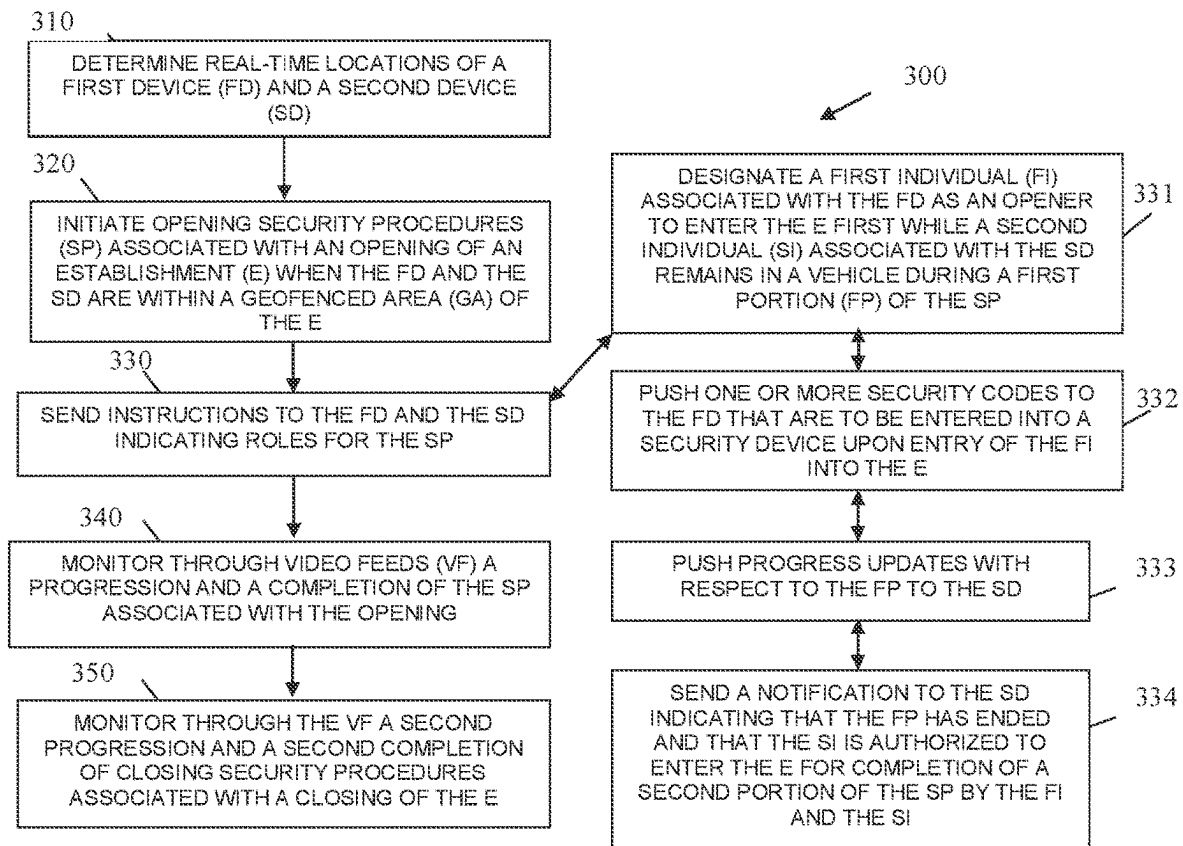 310
DETERMINE REAL-TIME LOCATIONS OF A
FIRST DEVICE (FD) AND A SECOND DEVICE
(SD)
320
INITIATE OPENING SECURITY PROCEDURES
(SP) ASSOCIATED WITH AN OPENING OF AN
ESTABLISHMENT (E) WHEN THE FD AND THE
SD ARE WITHIN A GEOFENCED AREA (GA) OF
THE E
330
SEND INSTRUCTIONS TO THE FD AND THE SD
INDICATING ROLES FOR THE SP
340
MONITOR THROUGH VIDEO FEEDS (VF) A
PROGRESSION AND A COMPLETION OF THE SP
ASSOCIATED WITH THE OPENING
350
MONITOR THROUGH THE VF A SECOND
PROGRESSION AND A SECOND COMPLETION
OF CLOSING SECURITY PROCEDURES
ASSOCIATED WITH A CLOSING OF THE E
300
DESIGNATE A FIRST INDIVIDUAL (FI)
ASSOCIATED WITH THE FD AS AN OPENER
TO ENTER THE E FIRST WHILE A SECOND
INDIVIDUAL (SI) ASSOCIATED WITH THE SD
REMAINS IN A VEHICLE DURING A FIRST
PORTION (FP) OF THE SP
331
PUSH ONE OR MORE SECURITY CODES TO
THE FD THAT ARE TO BE ENTERED INTO A
SECURITY DEVICE UPON ENTRY OF THE FI
INTO THE E
332
PUSH PROGRESS UPDATES WITH
RESPECT TO THE FP TO THE SD
333
SEND A NOTIFICATION TO THE SD
INDICATING THAT THE FP HAS ENDED
AND THAT THE SI IS AUTHORIZED TO
ENTER THE E FOR COMPLETION OF A
SECOND PORTION OF THE SP BY THE FI
AND THE SI
334